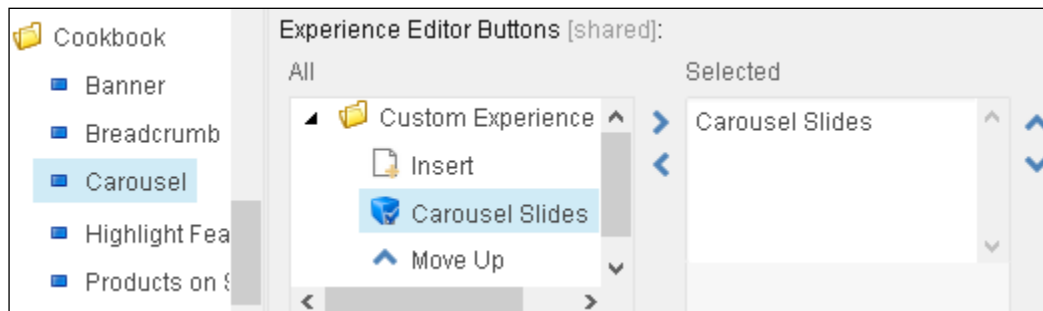 Cookbook
Banner
Breadcrumb
Carousel
Highlight Fea
Products on
Experience Editor Buttons [shared]:
All
Custom Experience
Insert
Carousel Slides
Move Up
Selected
Carousel Slides